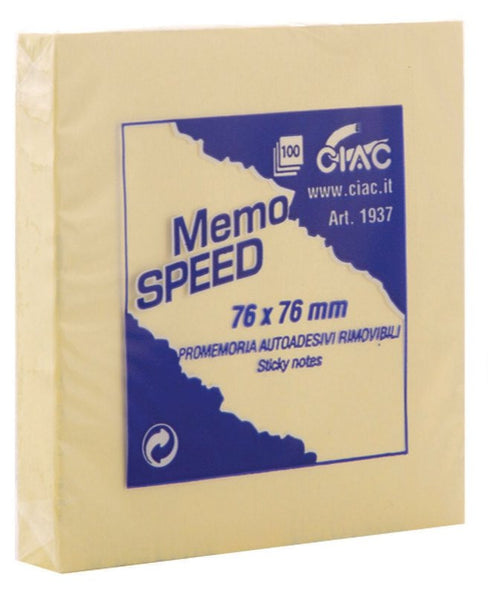 100 CIAC
www.ciac.it
Art. 1937
Memo
SPEED
76 x 76 mm
PROMEMORIA AUTOADESIVI RIMOVIBILI
Sticky notes